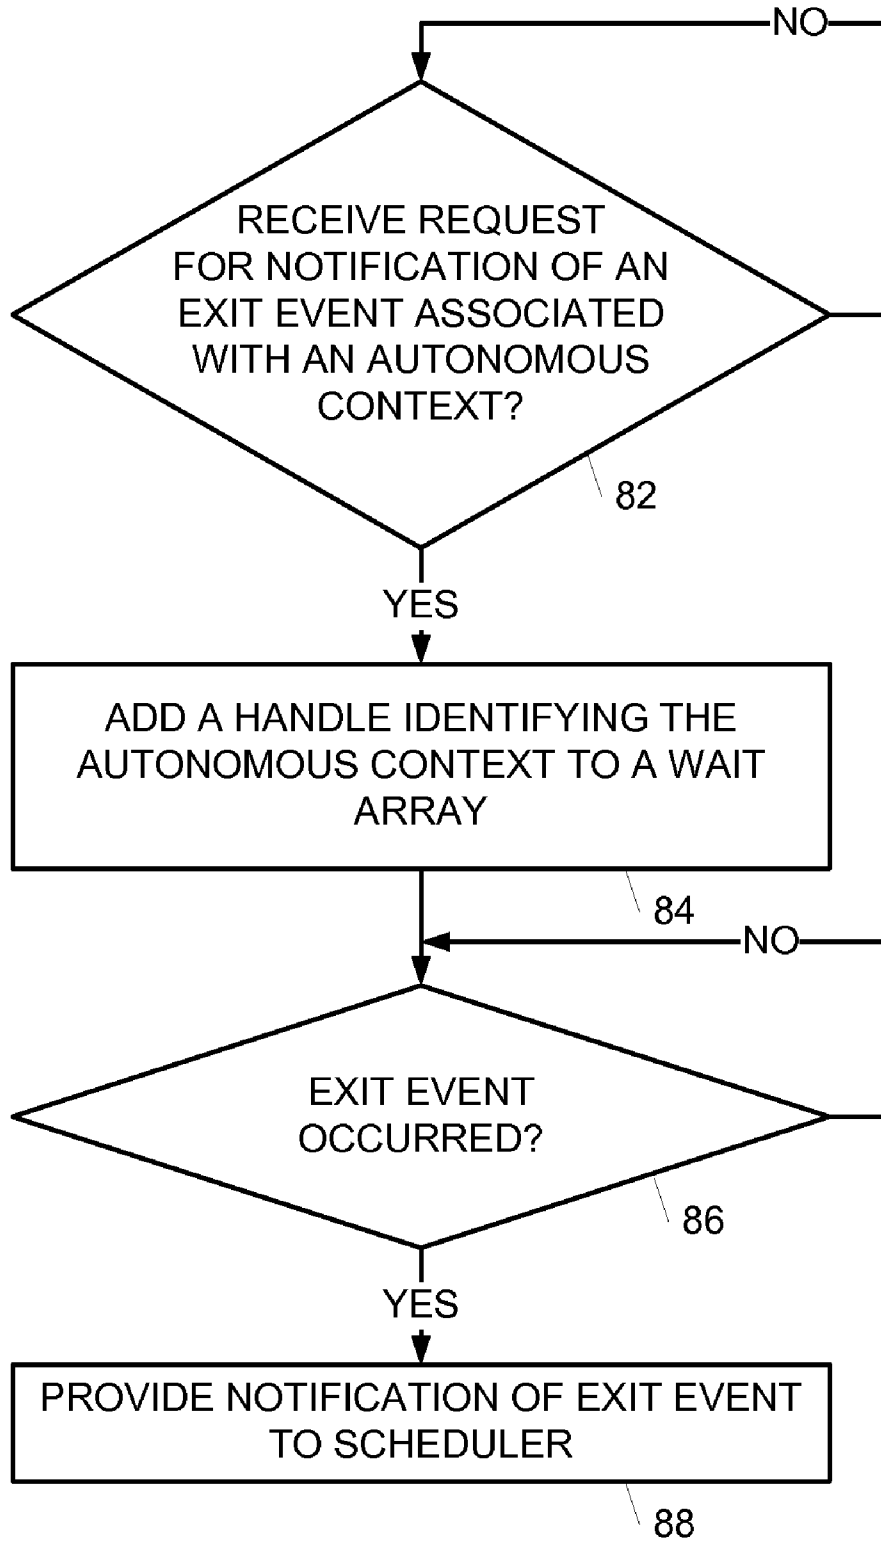 NO
RECEIVE REQUEST
FOR NOTIFICATION OF AN
EXIT EVENT ASSOCIATED
WITH AN AUTONOMOUS
CONTEXT?
82
YES
ADD A HANDLE IDENTIFYING THE
AUTONOMOUS CONTEXT TO A WAIT
ARRAY
84
NO
EXIT EVENT
OCCURRED?
86
YES
PROVIDE NOTIFICATION OF EXIT EVENT
TO SCHEDULER
88